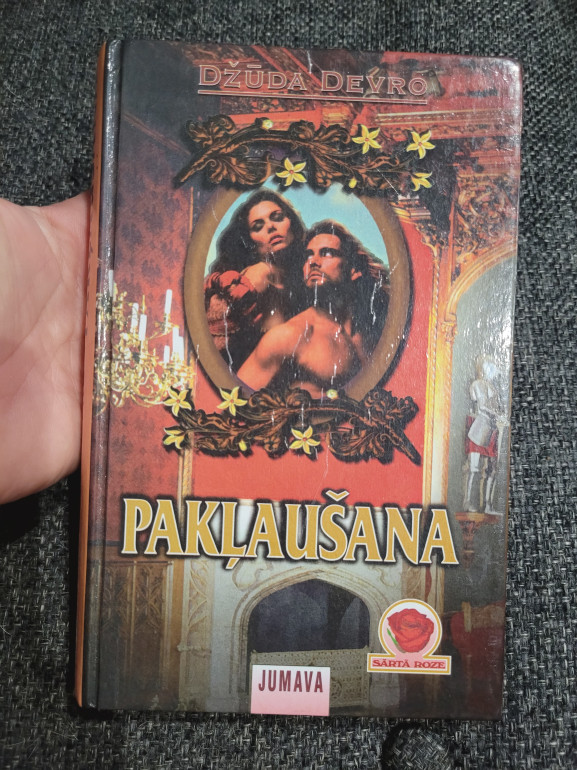 DŽŪDA DEVRO
PAKĻAUŠANA
SĀRTĀ ROZE
JUMAVA